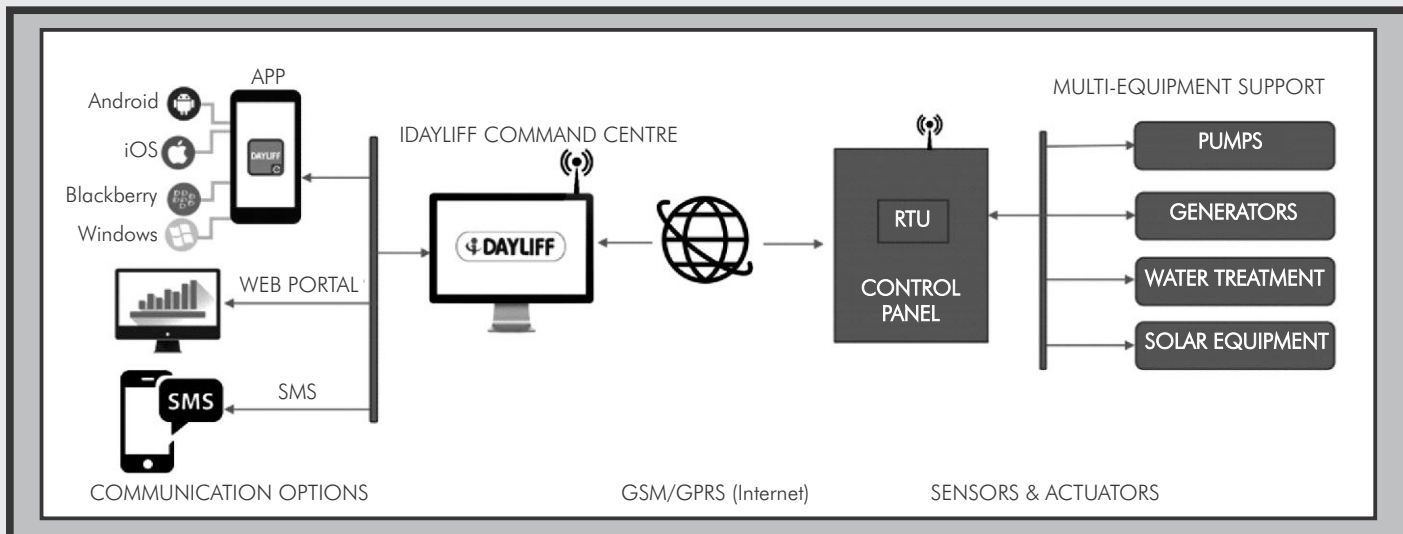 APP
Android
iOS
Blackberry
Windows
DAYLIFF
WEB PORTAL
SMS
SMS
COMMUNICATION OPTIONS
IDAYLIFF COMMAND CENTRE
DAYLIFF
GSM/GPRS (Internet)
RTU
CONTROL
PANEL
SENSORS & ACTUATORS
MULTI-EQUIPMENT SUPPORT
PUMPS
GENERATORS
WATER TREATMENT
SOLAR EQUIPMENT